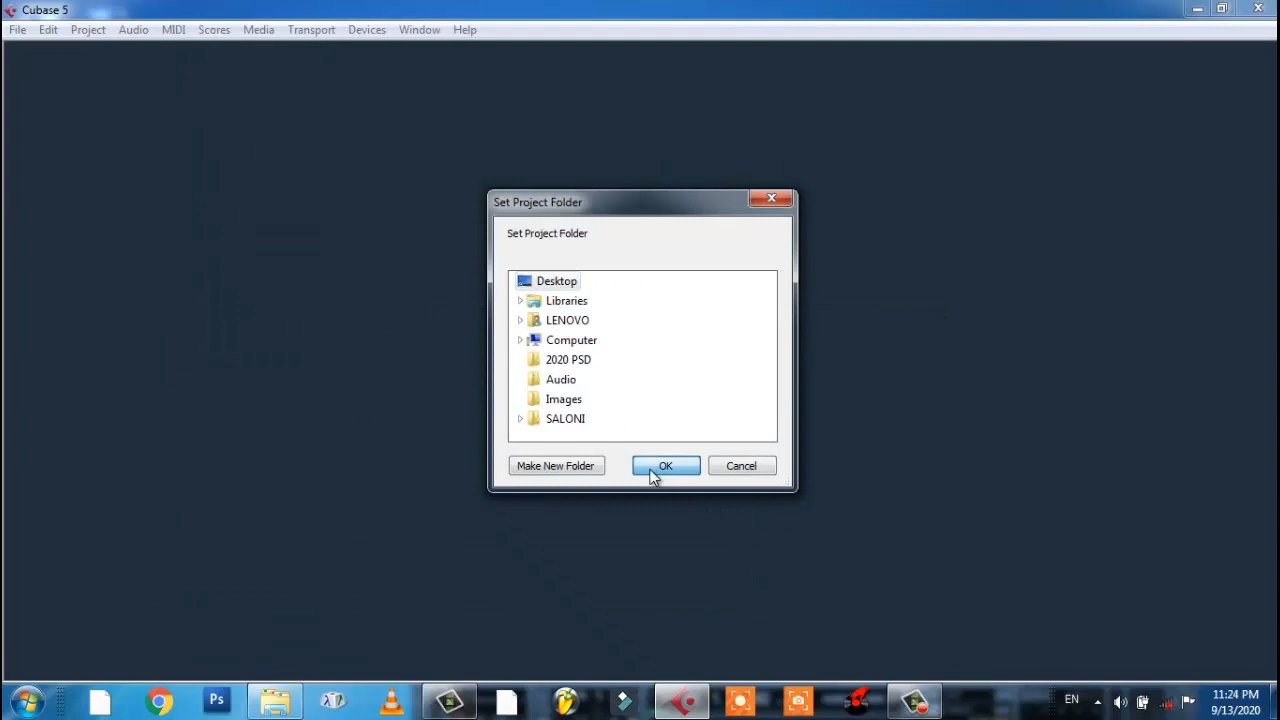 Cubase 5
File Edit Project Audio MIDI Scores Media Transport Devices Window Help
Set Project Folder
Set Project Folder
Desktop
Libraries
LENOVO
Computer
2020 PSD
Audio
Images
SALONI
Make New Folder OK Cancel
Ps
EN
11:24 PM
9/13/2020